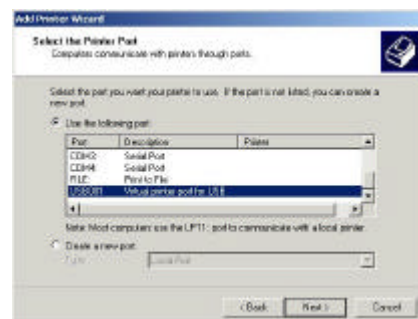 Add Printer Wizard
Select the Printer Port
Computers communicate with printers through ports.
Select the port you want your printer to use. If the port is not listed, you can create a
new port.
Use the following port:
Port Description Printer
COM3: Serial Port
COM4: Serial Port
FILE: Print to File
USB001 Virtual printer port for USB
Note: Most computers use the LPT1: port to communicate with a local printer.
Create a new port:
Type: Local Port
< Back Next > Cancel